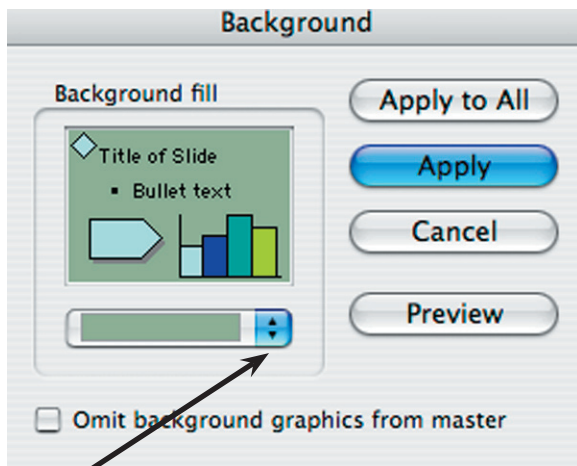 Background
Background fill
Title of Slide
▪ Bullet text
Apply to All
Apply
Cancel
Preview
Omit background graphics from master